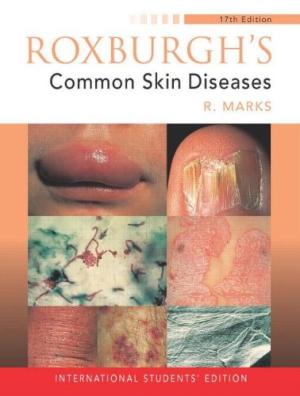 17th Edition
ROXBURGH'S
Common Skin Diseases
R. MARKS
INTERNATIONAL STUDENTS' EDITION